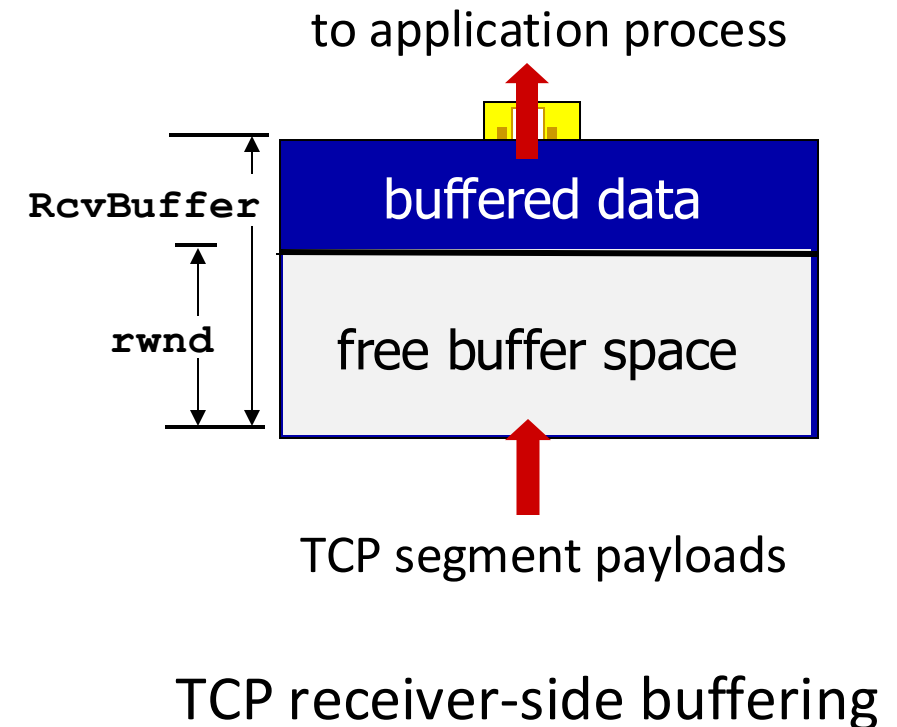 to application process
RcvBuffer
buffered data
rwnd
free buffer space
TCP segment payloads
TCP receiver-side buffering